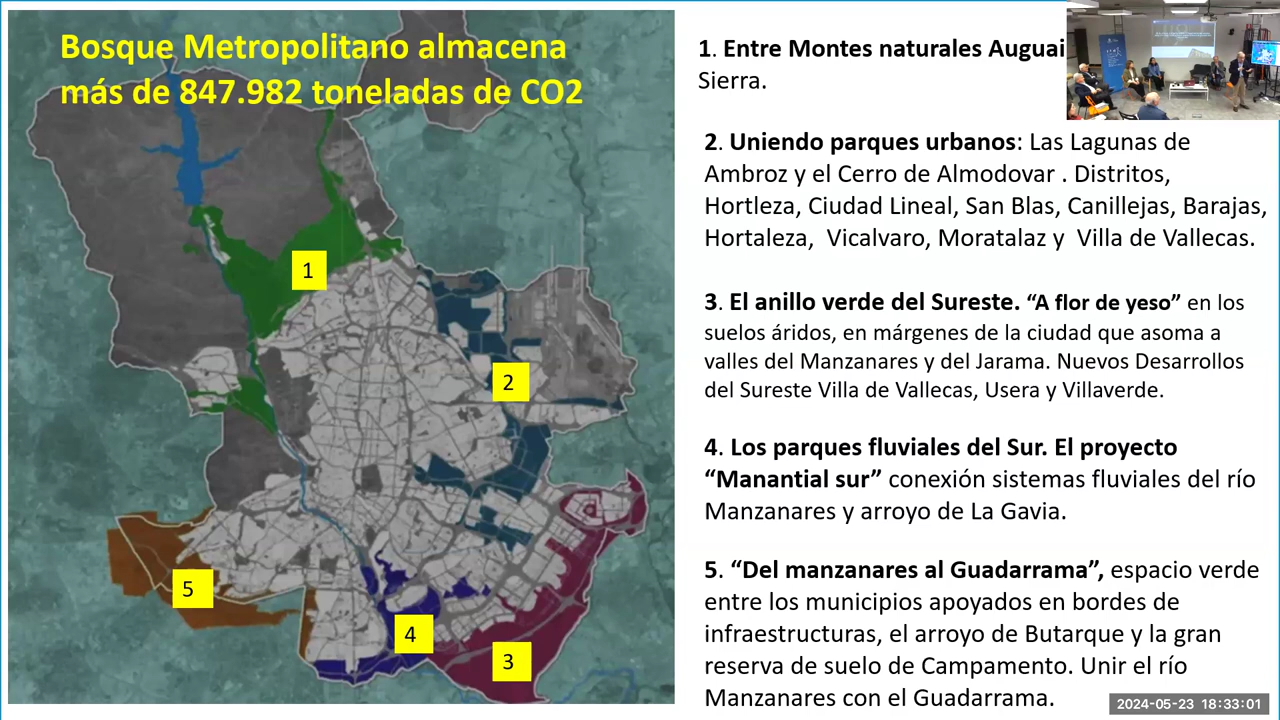 Bosque Metropolitano almacena
más de 847.982 toneladas de CO2
1
2
5
4
3
1. Entre Montes naturales Auguai
Sierra.
2. Uniendo parques urbanos: Las Lagunas de
Ambroz y el Cerro de Almodovar . Distritos,
Hortleza, Ciudad Lineal, San Blas, Canillejas, Barajas,
Hortaleza, Vicalvaro, Moratalaz y Villa de Vallecas.
3. El anillo verde del Sureste. “A flor de yeso” en los
suelos áridos, en márgenes de la ciudad que asoma a
valles del Manzanares y del Jarama. Nuevos Desarrollos
del Sureste Villa de Vallecas, Usera y Villaverde.
4. Los parques fluviales del Sur. El proyecto
“Manantial sur” conexión sistemas fluviales del río
Manzanares y arroyo de La Gavia.
5. “Del manzanares al Guadarrama”, espacio verde
entre los municipios apoyados en bordes de
infraestructuras, el arroyo de Butarque y la gran
reserva de suelo de Campamento. Unir el río
Manzanares con el Guadarrama.
2024-05-23 18:33:01